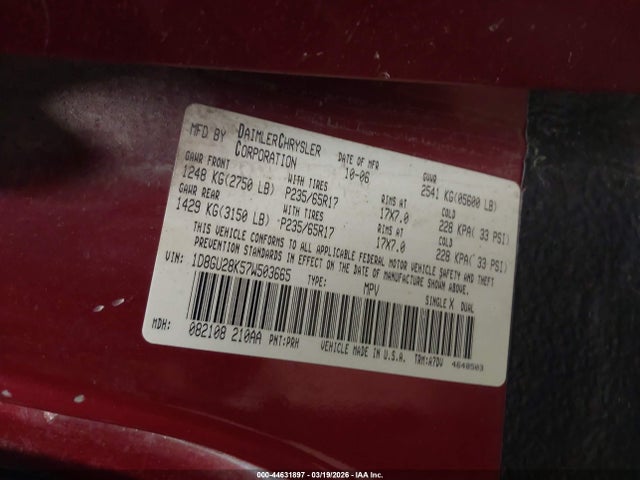 MFD BY DAIMLERCHRYSLER CORPORATION DATE OF MFR 10-06 GVWR 2541 KG(05600 LB)
GAWR FRONT WITH TIRES RIMS AT COLD
1248 KG(2750 LB) P235/65R17 17X7.0 228 KPA( 33 PSI)
GAWR REAR WITH TIRES RIMS AT COLD
1429 KG(3150 LB) P235/65R17 17X7.0 228 KPA( 33 PSI)
THIS VEHICLE CONFORMS TO ALL APPLICABLE FEDERAL MOTOR VEHICLE SAFETY AND THEFT
PREVENTION STANDARDS IN EFFECT ON THE DATE OF MANUFACTURE SHOWN ABOVE.
VIN: 1D8GU28K57W503665 TYPE: MPV SINGLE X DUAL
MDH: 082108 210AA PNT:PRH VEHICLE MADE IN U.S.A. TRM:A7DV 4648503
000-44631897 - 03/19/2026 - IAA Inc.